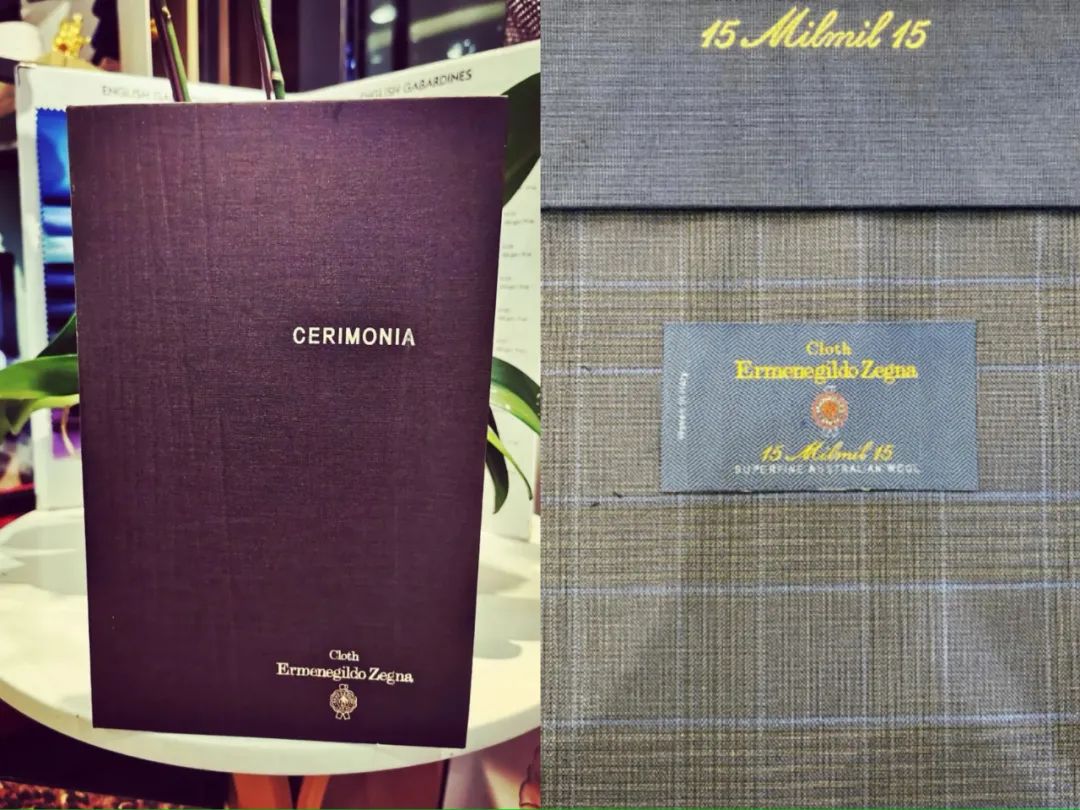 ENGLISH GABARDINES
CERIMONIA
Cloth
Ermenegildo Zegna
15 Milmil 15
Cloth
Ermenegildo Zegna
15 Milmil 15
SUPERFINE AUSTRALIAN WOOL